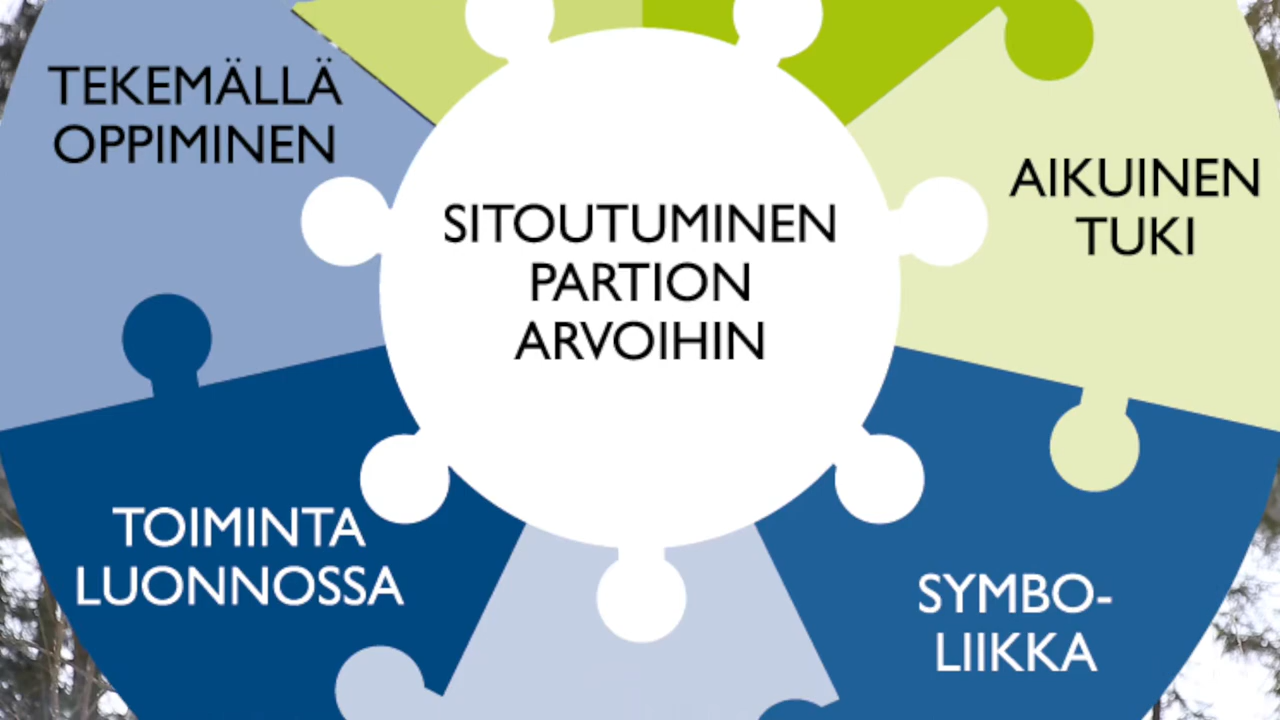 TEKEMÄLLÄ
OPPIMINEN
SITOUTUMINEN
PARTION
ARVOIHIN
AIKUINEN
TUKI
TOIMINTA
LUONNOSSA
SYMBO-
LIIKKA